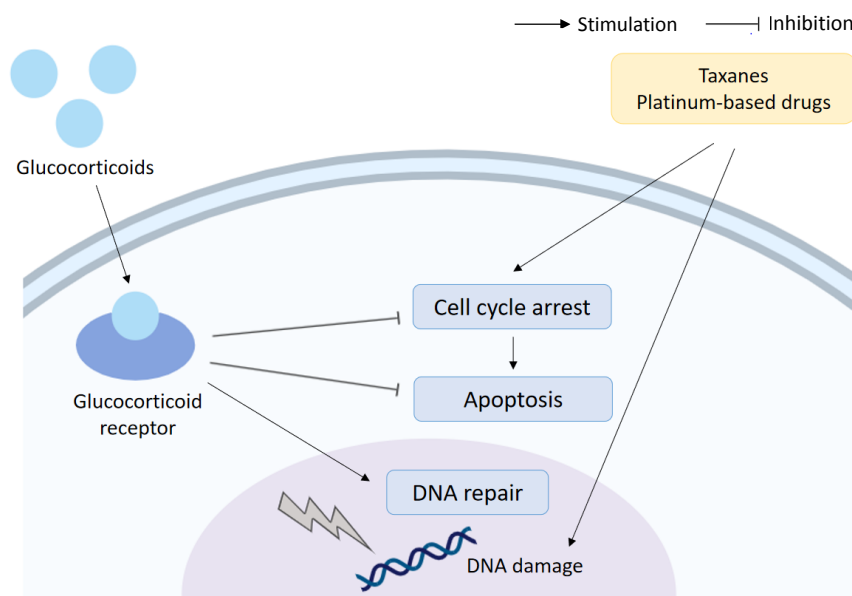 Stimulation
Inhibition
Taxanes
Platinum-based drugs
Glucocorticoids
Cell cycle arrest
Glucocorticoid
receptor
Apoptosis
DNA repair
DNA damage